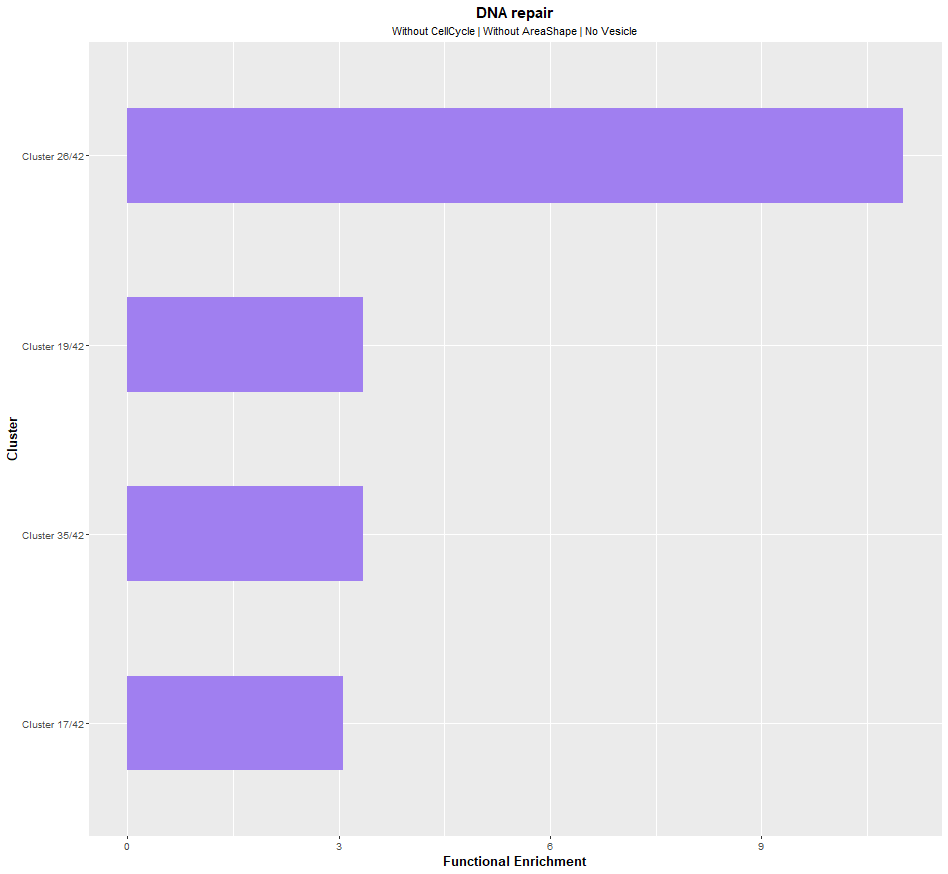 DNA repair
Without CellCycle | Without AreaShape | No Vesicle
Cluster
Cluster 26/42
Cluster 19/42
Cluster 35/42
Cluster 17/42
0 3 6 9
Functional Enrichment